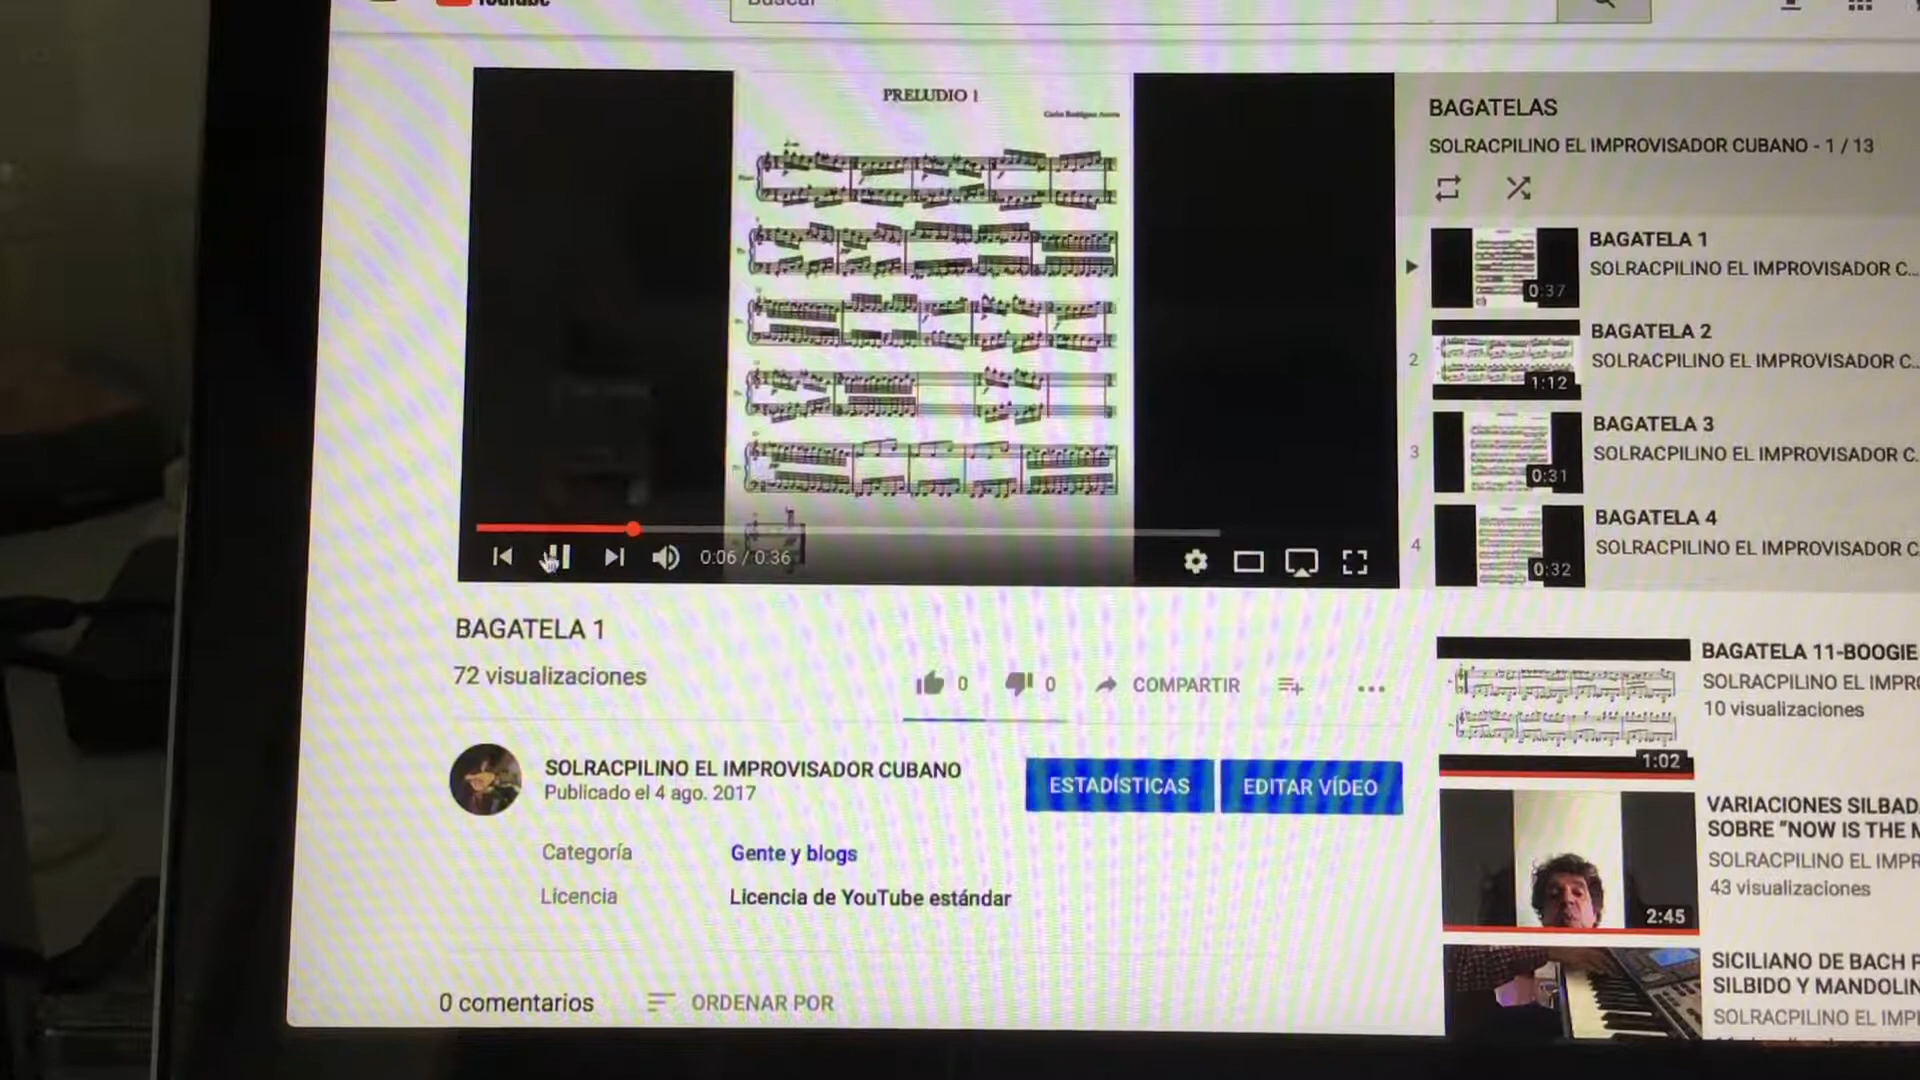 YouTube
Buscar
PRELUDIO 1
BAGATELAS
SOLRACPILINO EL IMPROVISADOR CUBANO - 1 / 13
BAGATELA 1
SOLRACPILINO EL IMPROVISADOR C...
0:37
2
BAGATELA 2
SOLRACPILINO EL IMPROVISADOR C...
1:12
3
BAGATELA 3
SOLRACPILINO EL IMPROVISADOR C.
0:31
4
BAGATELA 4
SOLRACPILINO EL IMPROVISADOR C
0:32
0:06 / 0:36
BAGATELA 1
72 visualizaciones
0
0
COMPARTIR
SOLRACPILINO EL IMPROVISADOR CUBANO
Publicado el 4 ago. 2017
ESTADÍSTICAS
EDITAR VÍDEO
Categoría
Gente y blogs
Licencia
Licencia de YouTube estándar
0 comentarios
ORDENAR POR
BAGATELA 11-BOOGIE
SOLRACPILINO EL IMPRO
10 visualizaciones
1:02
VARIACIONES SILBAD
SOBRE "NOW IS THE M
SOLRACPILINO EL IMPR
43 visualizaciones
2:45
SICILIANO DE BACH P
SILBIDO Y MANDOLIN
SOLRACPILINO EL IMPI